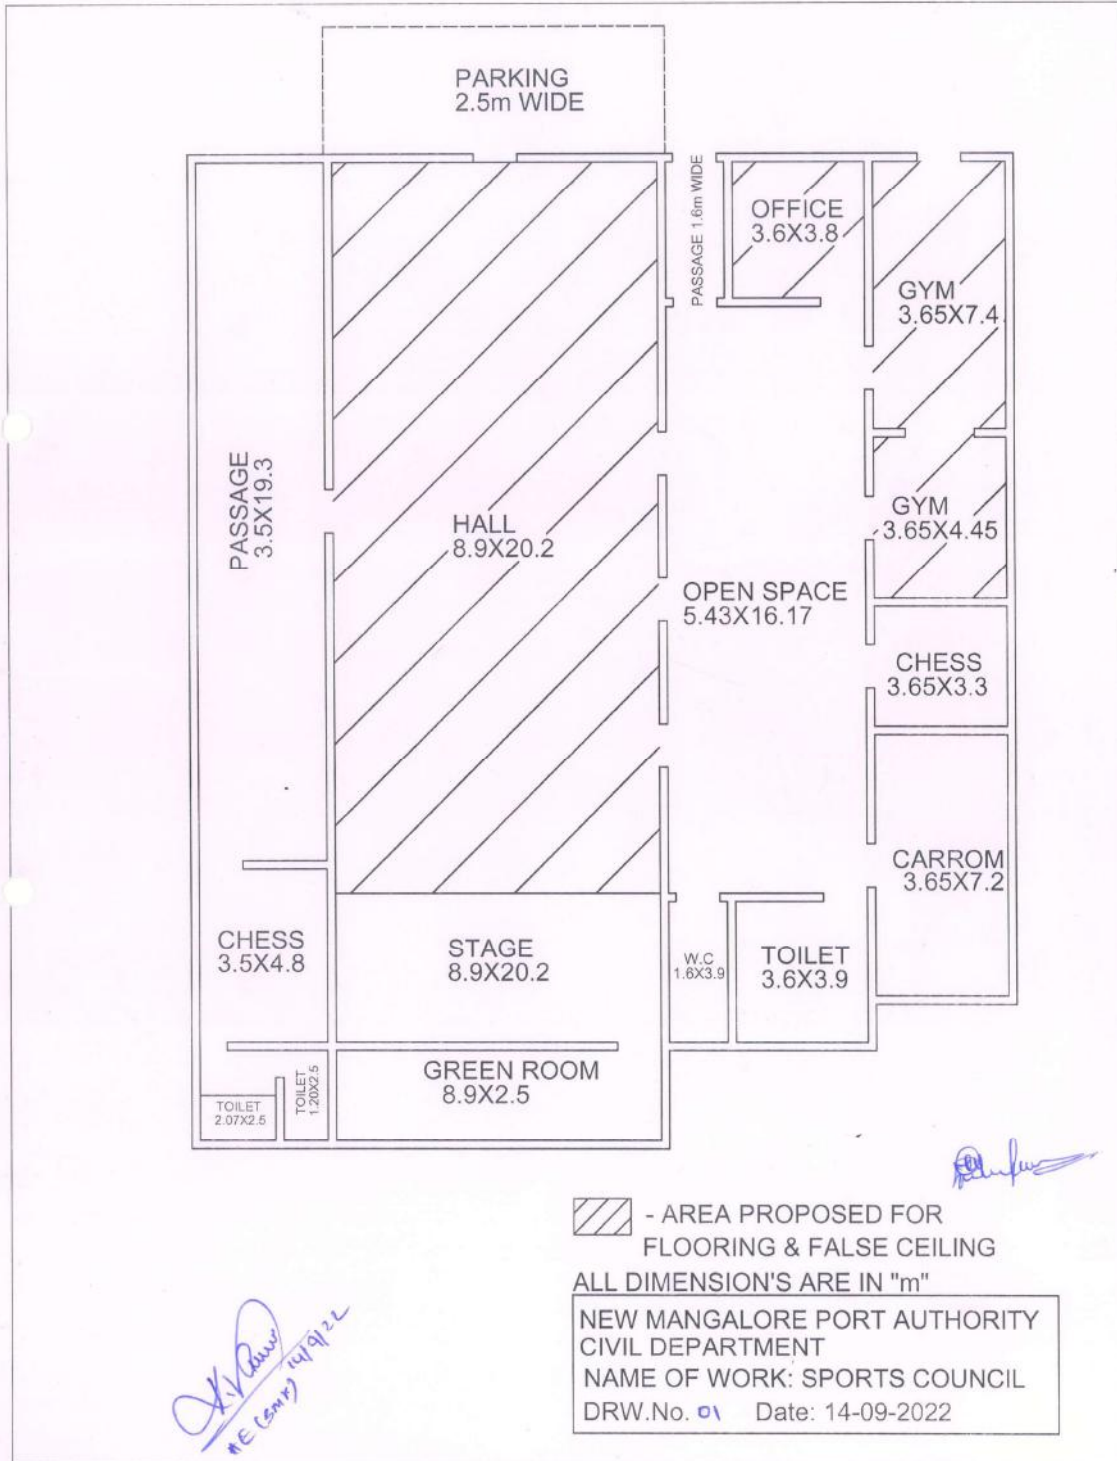 PARKING
2.5m WIDE
PASSAGE 1.6m WIDE
OFFICE
3.6X3.8
GYM
3.65X7.4
PASSAGE
3.5X19.3
HALL
8.9X20.2
GYM
3.65X4.45
OPEN SPACE
5.43X16.17
CHESS
3.65X3.3
CARROM
3.65X7.2
CHESS
3.5X4.8
STAGE
8.9X20.2
W.C
1.6X3.9
TOILET
3.6X3.9
GREEN ROOM
8.9X2.5
TOILET
1.20X2.5
TOILET
2.07X2.5
- AREA PROPOSED FOR
FLOORING & FALSE CEILING
ALL DIMENSION'S ARE IN "m"
NEW MANGALORE PORT AUTHORITY
CIVIL DEPARTMENT
NAME OF WORK: SPORTS COUNCIL
DRW.No. 01 Date: 14-09-2022
14/9/22